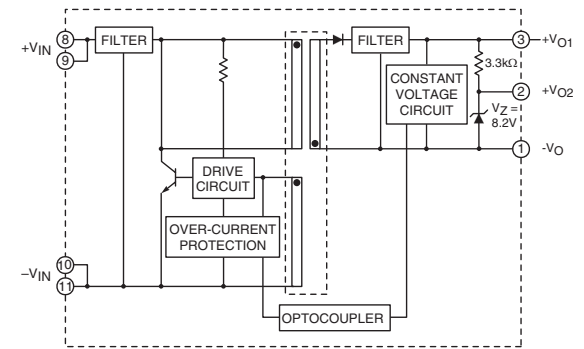 +VIN
8
9
FILTER
FILTER
3
+VO1
3.3kΩ
CONSTANT
VOLTAGE
CIRCUIT
2
+VO2
VZ =
8.2V
1
-VO
DRIVE
CIRCUIT
OVER-CURRENT
PROTECTION
10
–VIN
11
OPTOCOUPLER